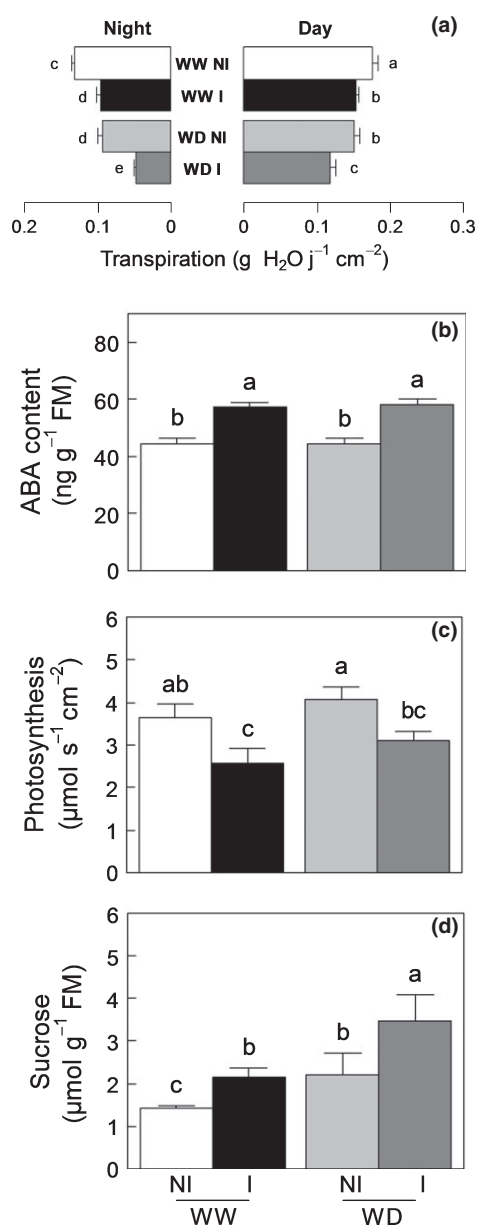 Night Day (a)
c WW NI a
d WW I b
d WD NI b
e WD I c
0.2 0.1 0 0 0.1 0.2 0.3
Transpiration (g H₂O j⁻¹ cm⁻²)
(b)
ABA content
(ng g⁻¹ FM)
80
60
40
20
0
b a b a
(c)
Photosynthesis
(µmol s⁻¹ cm⁻²)
6
5
4
3
2
1
0
ab c a bc
(d)
Sucrose
(µmol g⁻¹ FM)
6
5
4
3
2
1
0
c b b a
NI I NI I
WW WD